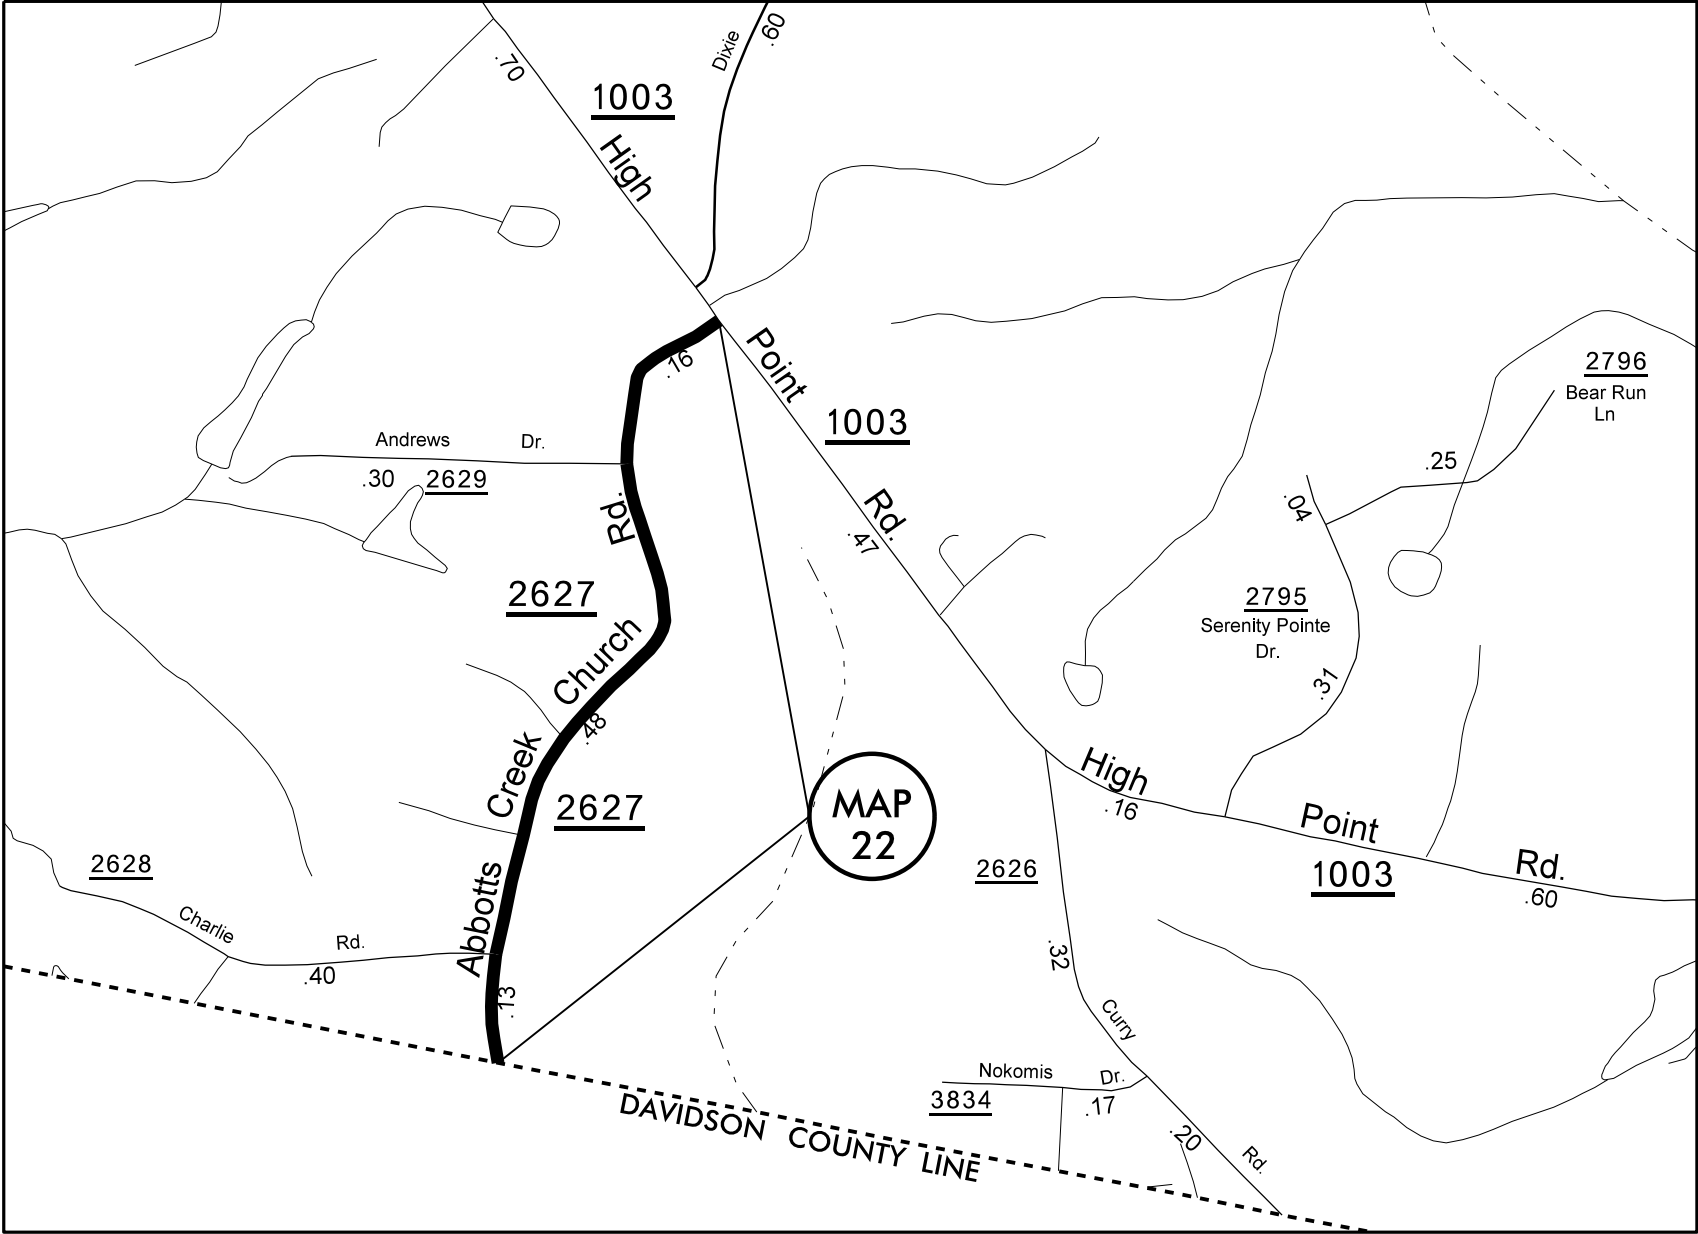 .70
1003
Dixie
.60
High
Point
.16
1003
2796
Bear Run
Ln
.25
Andrews Dr.
.30 2629
Rd.
.47
Rd.
.04
2627
2795
Serenity Pointe
Dr.
.31
Church
.48
Creek
2627
MAP
22
High
.16
Point
Rd.
1003
.60
2628
2626
Abbotts
Charlie Rd.
.40
.13
.32
Curry
Nokomis Dr.
3834
.17
.20
Rd.
DAVIDSON COUNTY LINE